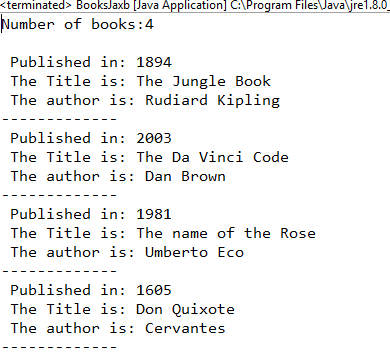 <terminated> BooksJaxb [Java Application] C:\Program Files\Java\jre1.8.0_
Number of books:4
Published in: 1894
The Title is: The Jungle Book
The author is: Rudiard Kipling
-------------
Published in: 2003
The Title is: The Da Vinci Code
The author is: Dan Brown
-------------
Published in: 1981
The Title is: The name of the Rose
The author is: Umberto Eco
-------------
Published in: 1605
The Title is: Don Quixote
The author is: Cervantes
-------------